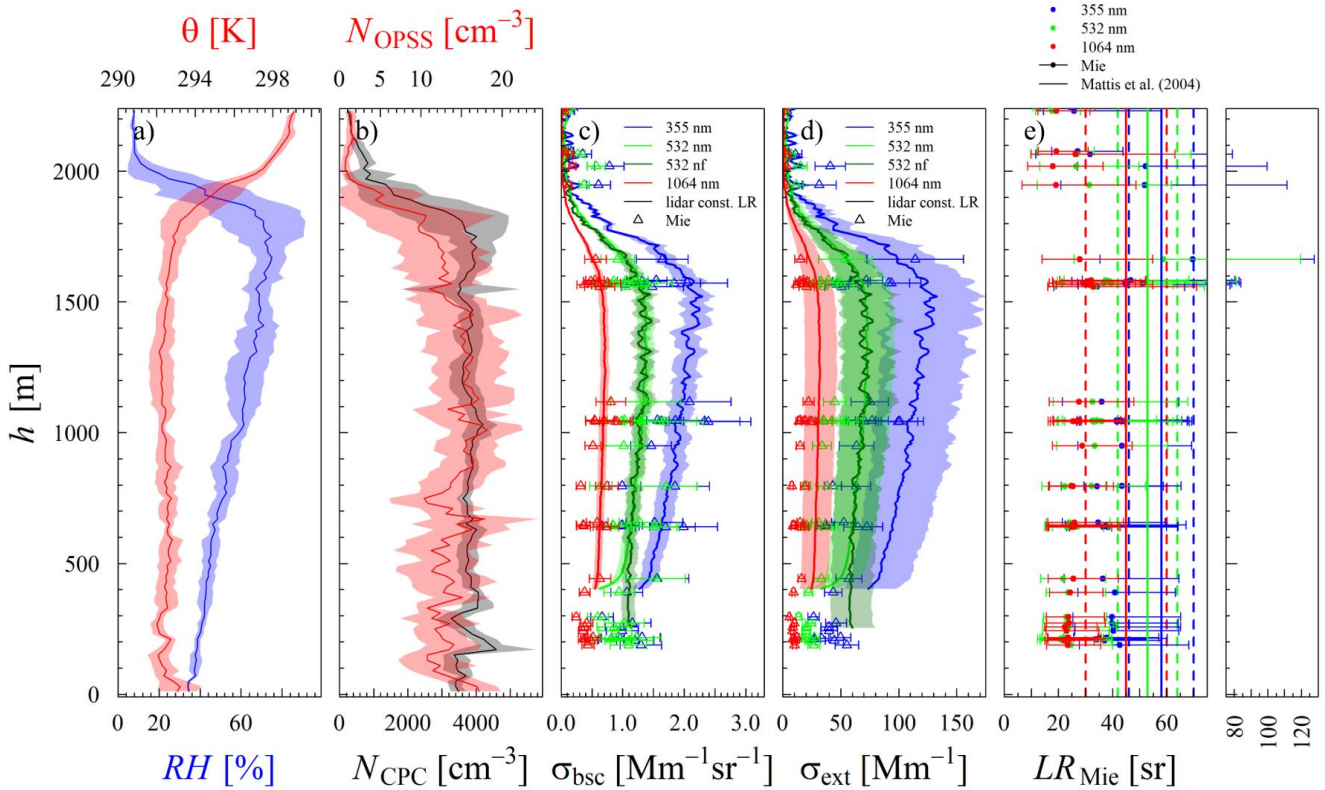 355 nm
532 nm
1064 nm
Mie
Mattis et al. (2004)
θ [K]
N_OPSS [cm⁻³]
290 294 298
0 10 20
a)
b)
c)
355 nm
532 nm
532 nf
1064 nm
lidar const. LR
Mie
d)
355 nm
532 nm
532 nf
1064 nm
lidar const. LR
Mie
e)
h [m]
2000
1500
1000
500
0
0 20 60
0 2000 4000
0.0 1.0 2.0 3.0
0 50 100 150
0 20 40 60
80 100 120
RH [%]
N_CPC [cm⁻³]
σ_bsc [Mm⁻¹sr⁻¹]
σ_ext [Mm⁻¹]
LR_Mie [sr]